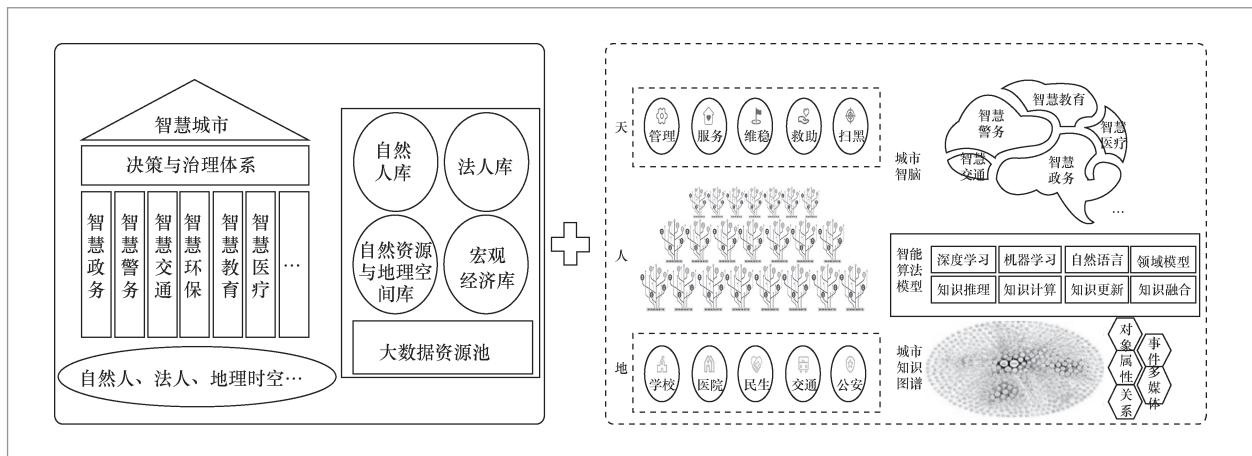 智慧城市
决策与治理体系
智慧政务
智慧警务
智慧交通
智慧环保
智慧教育
智慧医疗
…
自然人、法人、地理时空…
自然
人库
法人库
自然资源
与地理空
间库
宏观
经济库
大数据资源池
天
管理
服务
维稳
救助
扫黑
人
地
学校
医院
民生
交通
公安
城市
智脑
智慧教育
智慧
警务
智慧
医疗
智慧
交通
智慧
政务
…
智能
算法
模型
深度学习
机器学习
自然语言
领域模型
知识推理
知识计算
知识更新
知识融合
城市
知识
图谱
对象
属性
关系
事件
多媒体